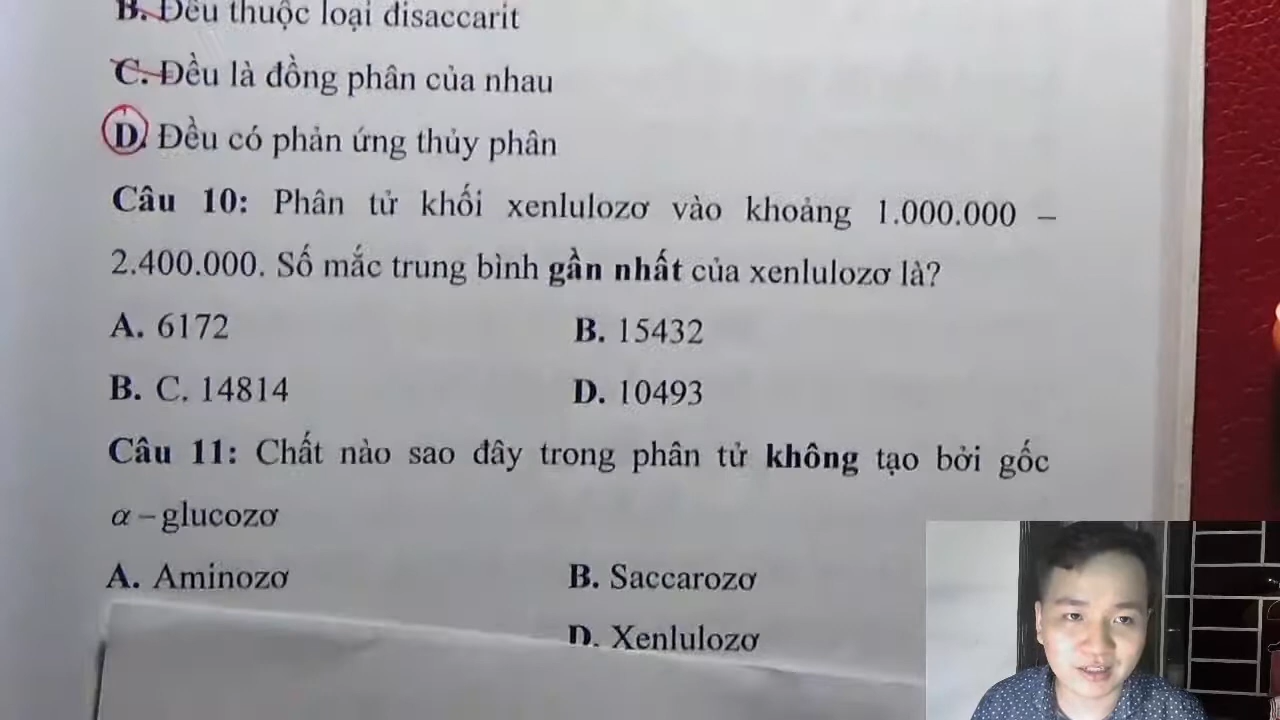 B. Đều thuộc loại disaccarit
C. Đều là đồng phân của nhau
D. Đều có phản ứng thủy phân
Câu 10: Phân tử khối xenlulozơ vào khoảng 1.000.000 –
2.400.000. Số mắc trung bình gần nhất của xenlulozơ là?
A. 6172 B. 15432
B. C. 14814 D. 10493
Câu 11: Chất nào sao đây trong phân tử không tạo bởi gốc
α – glucozơ
A. Aminozơ B. Saccarozơ
D. Xenlulozơ